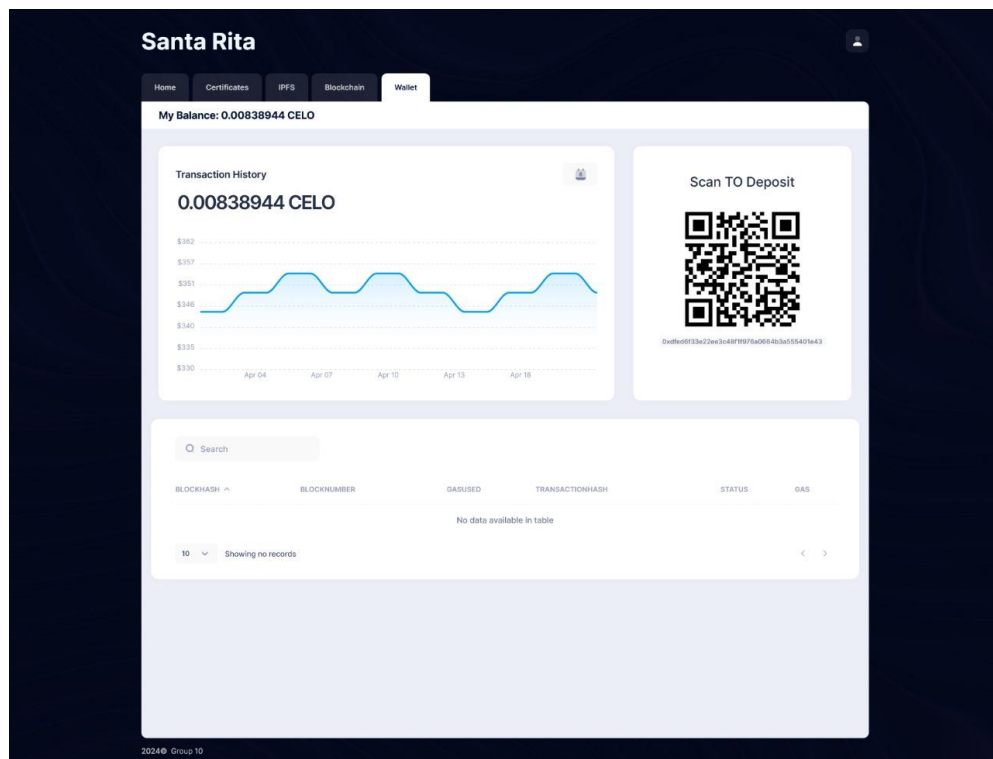 Santa Rita
Home Certificates IPFS Blockchain Wallet
My Balance: 0.00838944 CELO
Transaction History
0.00838944 CELO
$362
$357
$351
$346
$340
$335
$330
Apr 04 Apr 07 Apr 10 Apr 13 Apr 18
Scan TO Deposit
Search
BLOCKHASH BLOCKNUMBER GASUSED TRANSACTIONHASH STATUS GAS
No data available in table
10 Showing no records
2024© Group 10